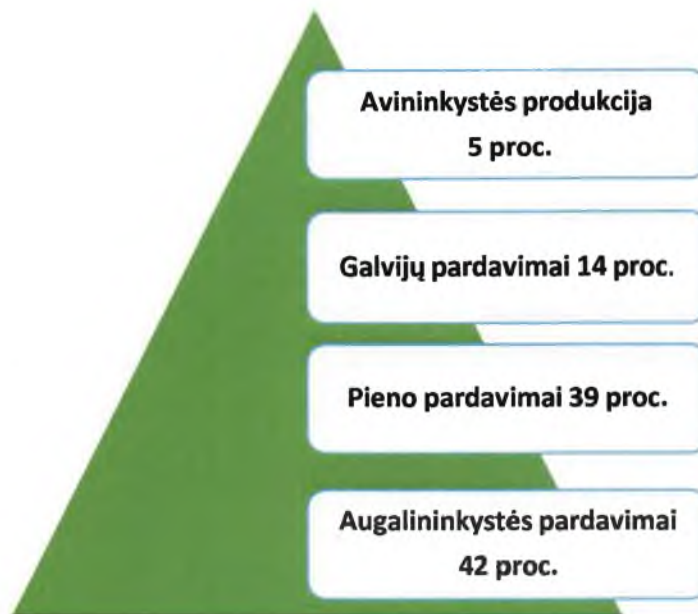 Avininkystės produkcija
5 proc.
Galvijų pardavimai 14 proc.
Pieno pardavimai 39 proc.
Augalininkystės pardavimai
42 proc.